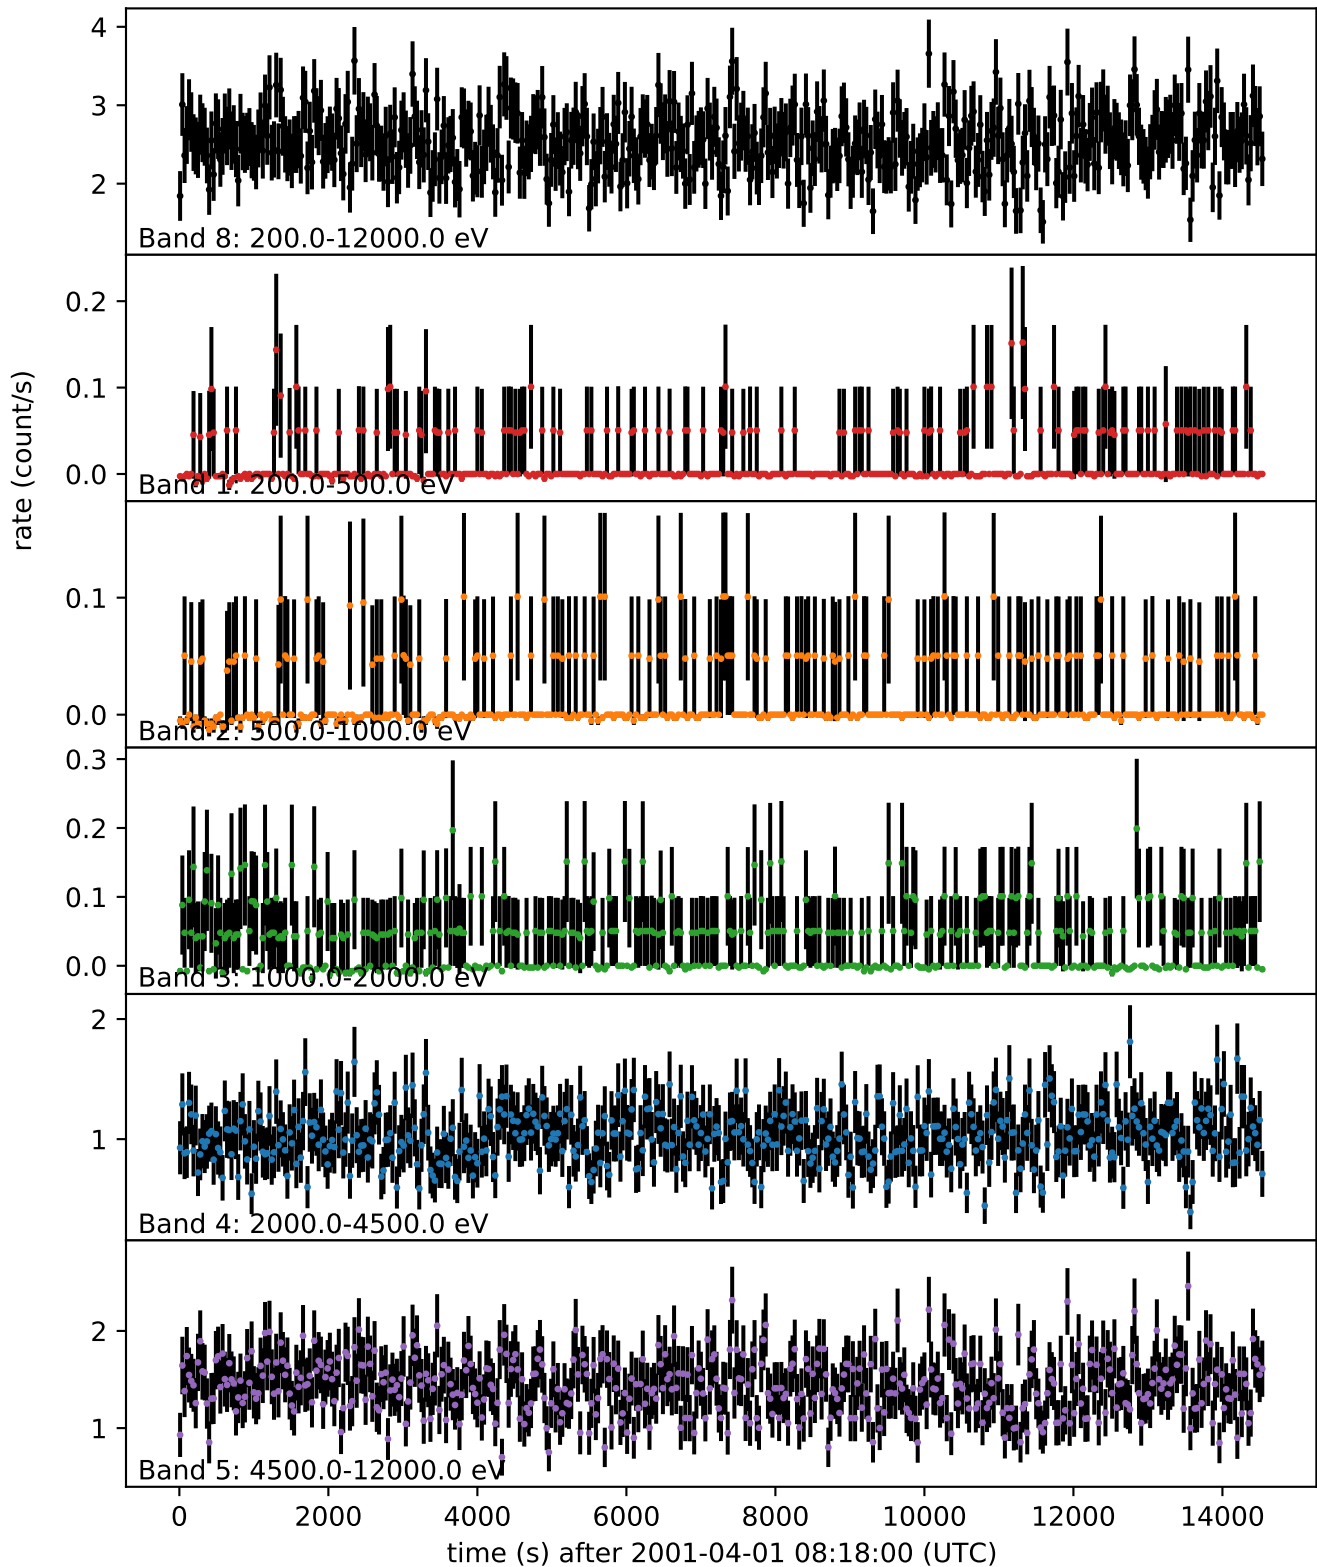 4
3
2
Band 8: 200.0-12000.0 eV
0.2
0.1
0.0
Band 1: 200.0-500.0 eV
rate (count/s)
0.1
0.0
Band 2: 500.0-1000.0 eV
0.3
0.2
0.1
0.0
Band 3: 1000.0-2000.0 eV
2
1
Band 4: 2000.0-4500.0 eV
2
1
Band 5: 4500.0-12000.0 eV
0 2000 4000 6000 8000 10000 12000 14000
time (s) after 2001-04-01 08:18:00 (UTC)